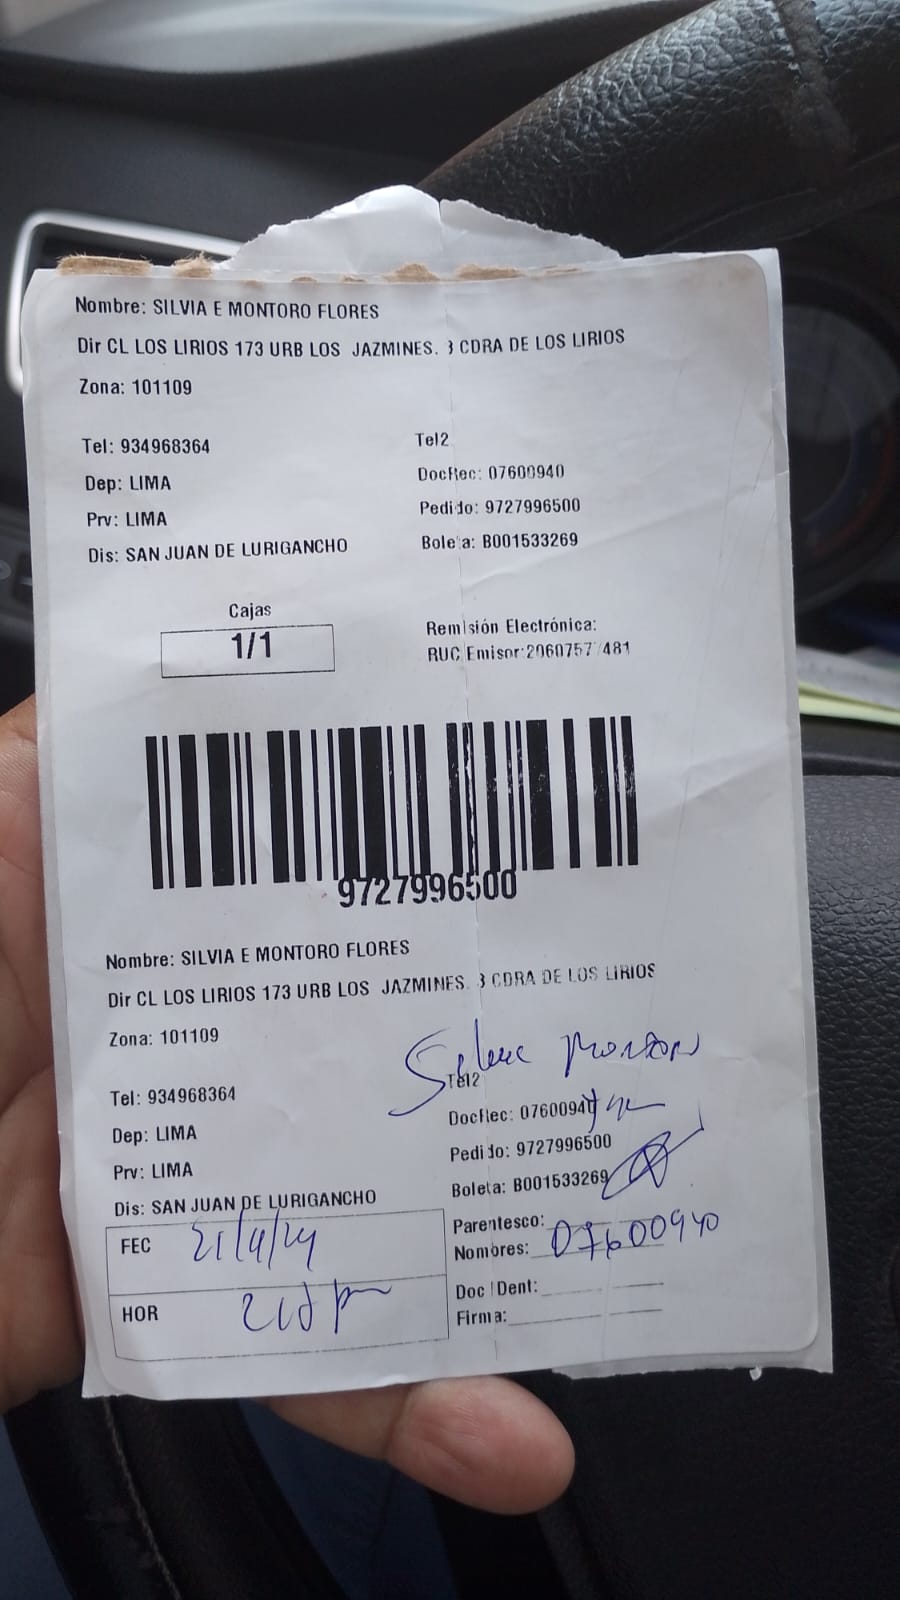 Nombre: SILVIA E MONTORO FLORES
Dir CL LOS LIRIOS 173 URB LOS JAZMINES. 3 CDRA DE LOS LIRIOS
Zona: 101109
Tel: 934968364
Tel2
Dep: LIMA
DocRec: 07600940
Prv: LIMA
Pedido: 9727996500
Dis: SAN JUAN DE LURIGANCHO
Boleta: B001533269
Cajas
1/1
Remisión Electrónica:
RUC Emisor:
9727996500
Nombre: SILVIA E MONTORO FLORES
Dir CL LOS LIRIOS 173 URB LOS JAZMINES. 3 CDRA DE LOS LIRIOS
Zona: 101109
Tel: 934968364
Tel2
Dep: LIMA
DocRec: 07600940
Prv: LIMA
Pedido: 9727996500
Dis: SAN JUAN DE LURIGANCHO
Boleta: B001533269
FEC
Parentesco:
Nombres: 07600940
HOR
Doc Ident:
Firma: